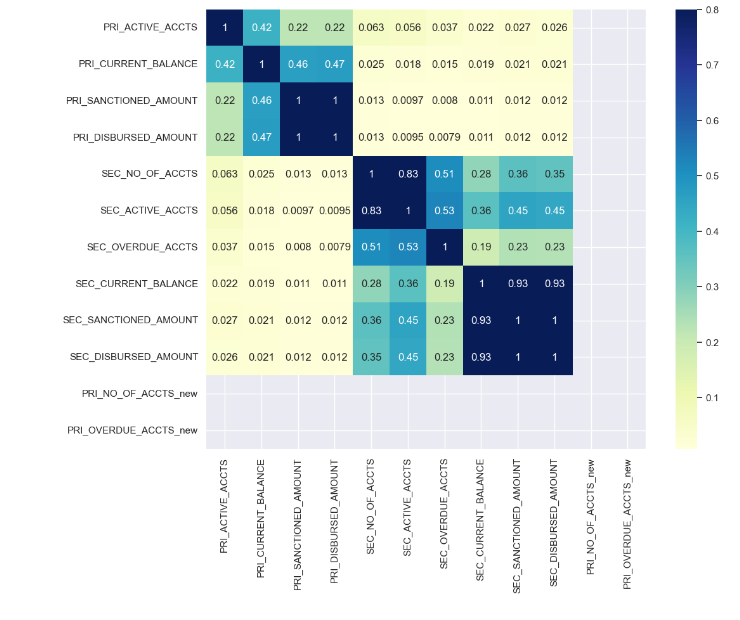 PRI_ACTIVE_ACCTS 1 0.42 0.22 0.22 0.063 0.056 0.037 0.022 0.027 0.026
PRI_CURRENT_BALANCE 0.42 1 0.46 0.47 0.025 0.018 0.015 0.019 0.021 0.021
PRI_SANCTIONED_AMOUNT 0.22 0.46 1 1 0.013 0.0097 0.008 0.011 0.012 0.012
PRI_DISBURSED_AMOUNT 0.22 0.47 1 1 0.013 0.0095 0.0079 0.011 0.012 0.012
SEC_NO_OF_ACCTS 0.063 0.025 0.013 0.013 1 0.83 0.51 0.28 0.36 0.35
SEC_ACTIVE_ACCTS 0.056 0.018 0.0097 0.0095 0.83 1 0.53 0.36 0.45 0.45
SEC_OVERDUE_ACCTS 0.037 0.015 0.008 0.0079 0.51 0.53 1 0.19 0.23 0.23
SEC_CURRENT_BALANCE 0.022 0.019 0.011 0.011 0.28 0.36 0.19 1 0.93 0.93
SEC_SANCTIONED_AMOUNT 0.027 0.021 0.012 0.012 0.36 0.45 0.23 0.93 1 1
SEC_DISBURSED_AMOUNT 0.026 0.021 0.012 0.012 0.35 0.45 0.23 0.93 1 1
PRI_NO_OF_ACCTS_new
PRI_OVERDUE_ACCTS_new
PRI_ACTIVE_ACCTS
PRI_CURRENT_BALANCE
PRI_SANCTIONED_AMOUNT
PRI_DISBURSED_AMOUNT
SEC_NO_OF_ACCTS
SEC_ACTIVE_ACCTS
SEC_OVERDUE_ACCTS
SEC_CURRENT_BALANCE
SEC_SANCTIONED_AMOUNT
SEC_DISBURSED_AMOUNT
PRI_NO_OF_ACCTS_new
PRI_OVERDUE_ACCTS_new
0.8
0.7
0.6
0.5
0.4
0.3
0.2
0.1